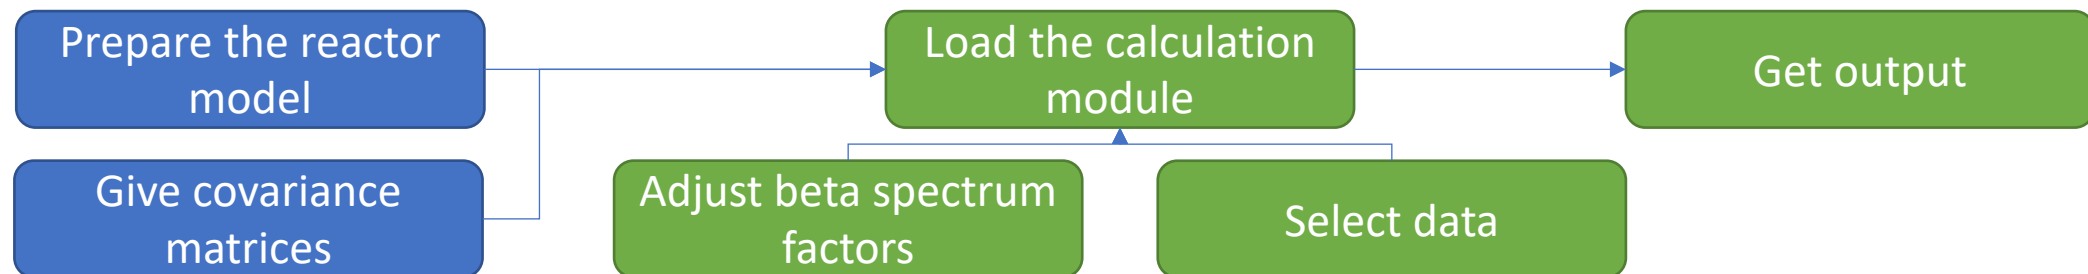 Prepare the reactor
model
Load the calculation
module
Get output
Give covariance
matrices
Adjust beta spectrum
factors
Select data